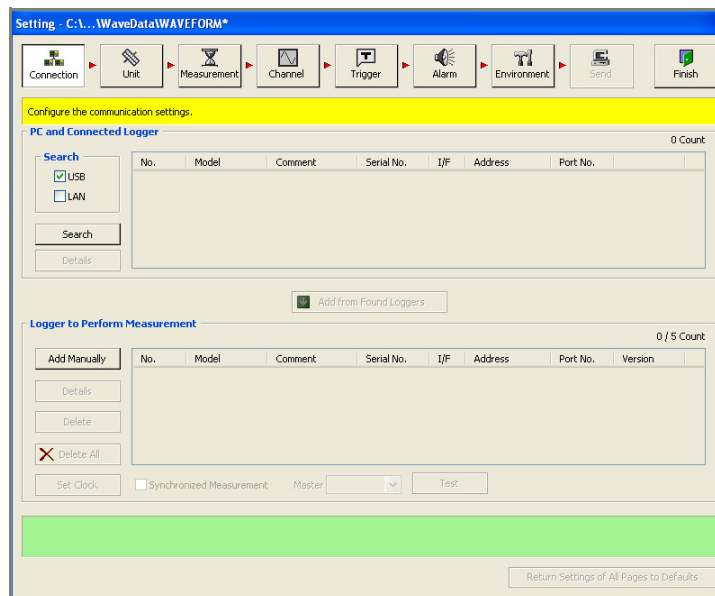 Setting - C:\...\WaveData\WAVEFORM*
Connection
Unit
Measurement
Channel
Trigger
Alarm
Environment
Send
Finish
Configure the communication settings.
PC and Connected Logger
0 Count
Search
USB
LAN
Search
Details
No. Model Comment Serial No. I/F Address Port No.
Add from Found Loggers
Logger to Perform Measurement
0 / 5 Count
Add Manually
No. Model Comment Serial No. I/F Address Port No. Version
Details
Delete
Delete All
Set Clock
Synchronized Measurement
Master
Test
Return Settings of All Pages to Defaults